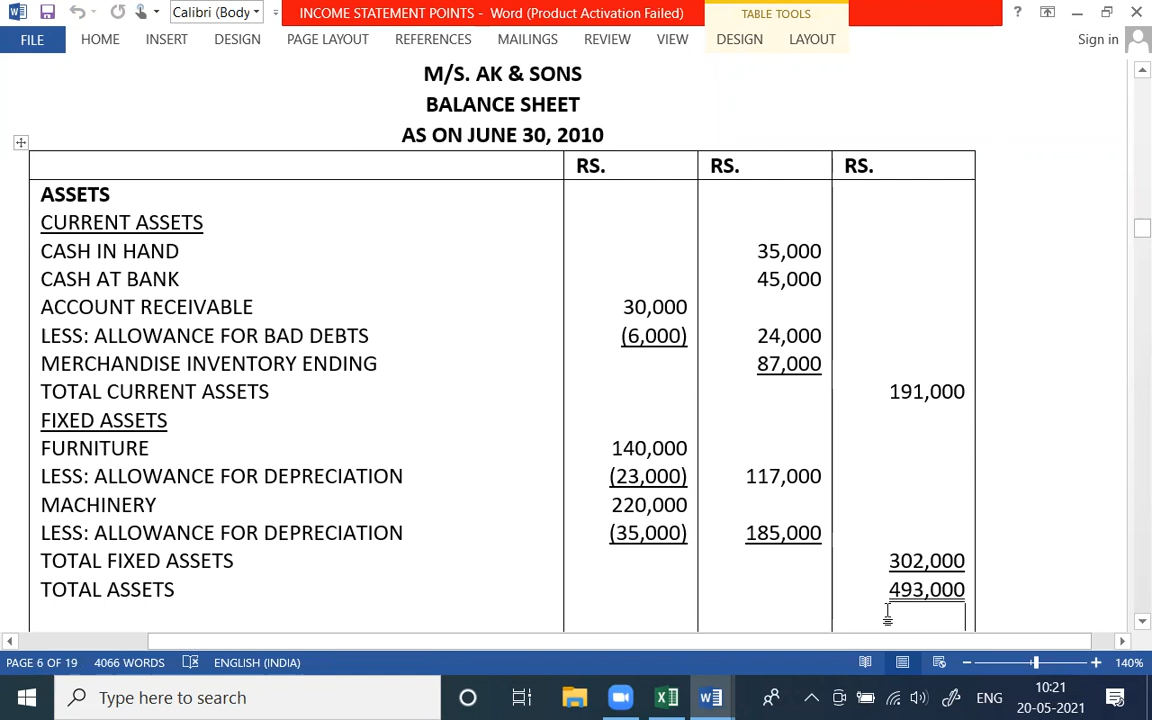 Calibri (Body
INCOME STATEMENT POINTS - Word (Product Activation Failed)
TABLE TOOLS
?
FILE HOME INSERT DESIGN PAGE LAYOUT REFERENCES MAILINGS REVIEW VIEW DESIGN LAYOUT Sign in
M/S. AK & SONS
BALANCE SHEET
AS ON JUNE 30, 2010
RS. RS. RS.
ASSETS
CURRENT ASSETS
CASH IN HAND 35,000
CASH AT BANK 45,000
ACCOUNT RECEIVABLE 30,000
LESS: ALLOWANCE FOR BAD DEBTS (6,000) 24,000
MERCHANDISE INVENTORY ENDING 87,000
TOTAL CURRENT ASSETS 191,000
FIXED ASSETS
FURNITURE 140,000
LESS: ALLOWANCE FOR DEPRECIATION (23,000) 117,000
MACHINERY 220,000
LESS: ALLOWANCE FOR DEPRECIATION (35,000) 185,000
TOTAL FIXED ASSETS 302,000
TOTAL ASSETS 493,000
PAGE 6 OF 19 4066 WORDS ENGLISH (INDIA) 140%
Type here to search
ENG
10:21
20-05-2021